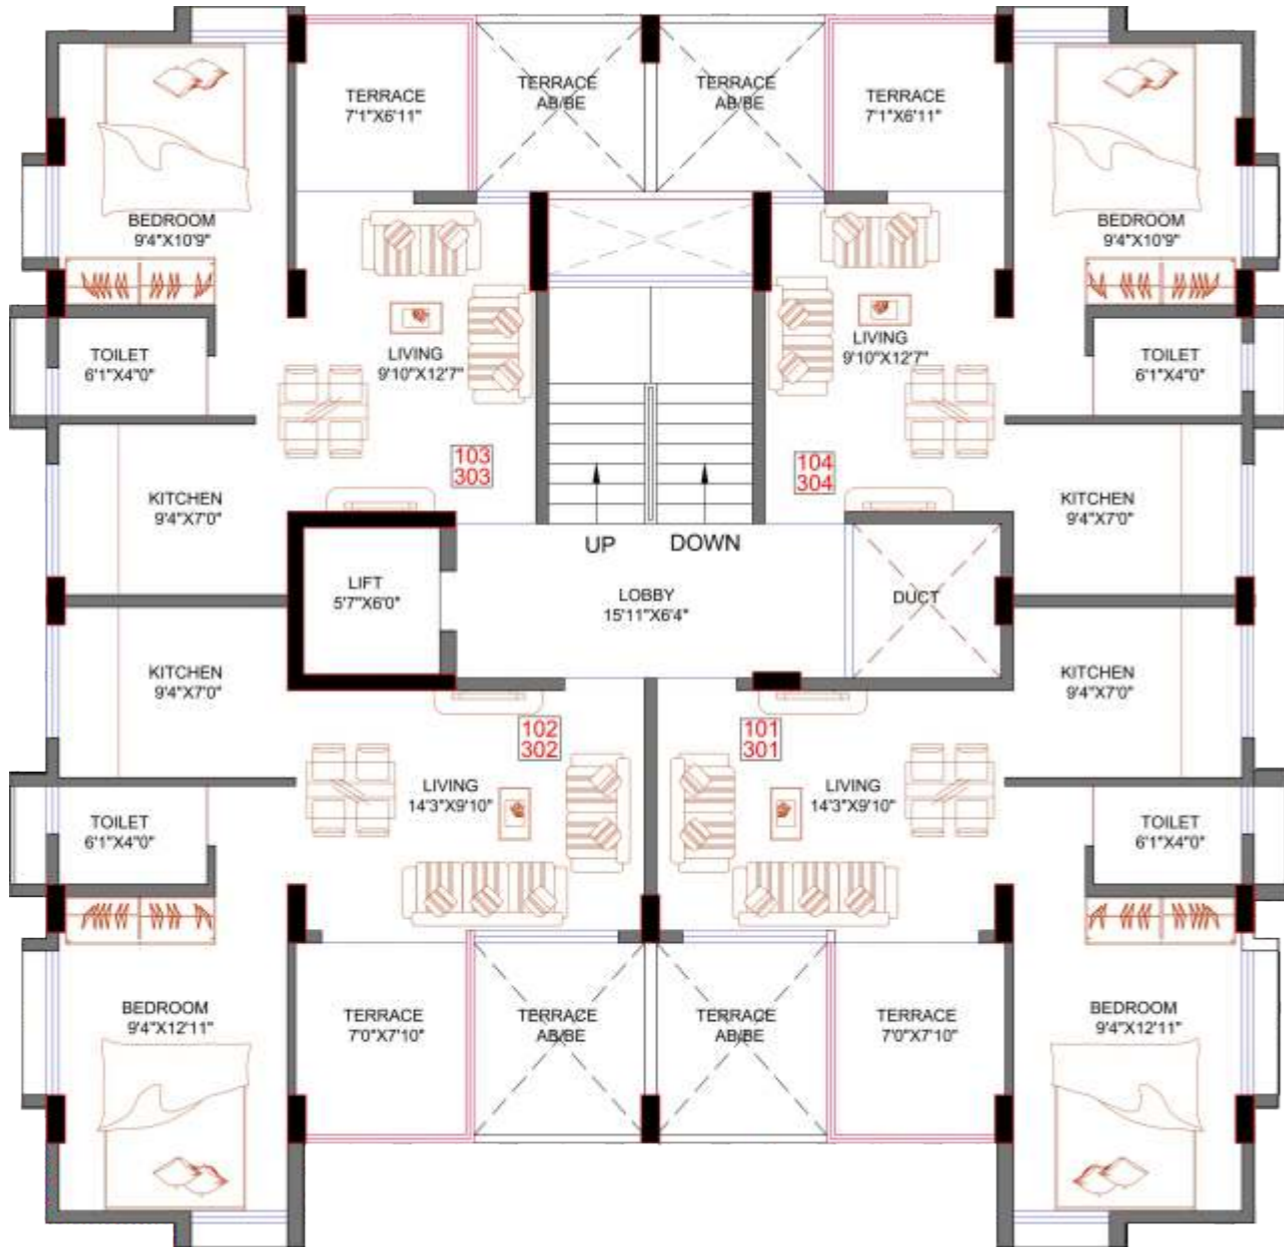 TERRACE
7'1"X6'11"
TERRACE
AB/BE
TERRACE
AB/BE
TERRACE
7'1"X6'11"
BEDROOM
9'4"X10'9"
BEDROOM
9'4"X10'9"
TOILET
6'1"X4'0"
LIVING
9'10"X12'7"
LIVING
9'10"X12'7"
TOILET
6'1"X4'0"
103
303
104
304
KITCHEN
9'4"X7'0"
KITCHEN
9'4"X7'0"
UP
DOWN
LIFT
5'7"X6'0"
LOBBY
15'11"X6'4"
DUCT
KITCHEN
9'4"X7'0"
KITCHEN
9'4"X7'0"
102
302
101
301
LIVING
14'3"X9'10"
LIVING
14'3"X9'10"
TOILET
6'1"X4'0"
TOILET
6'1"X4'0"
BEDROOM
9'4"X12'11"
TERRACE
7'0"X7'10"
TERRACE
AB/BE
TERRACE
AB/BE
TERRACE
7'0"X7'10"
BEDROOM
9'4"X12'11"